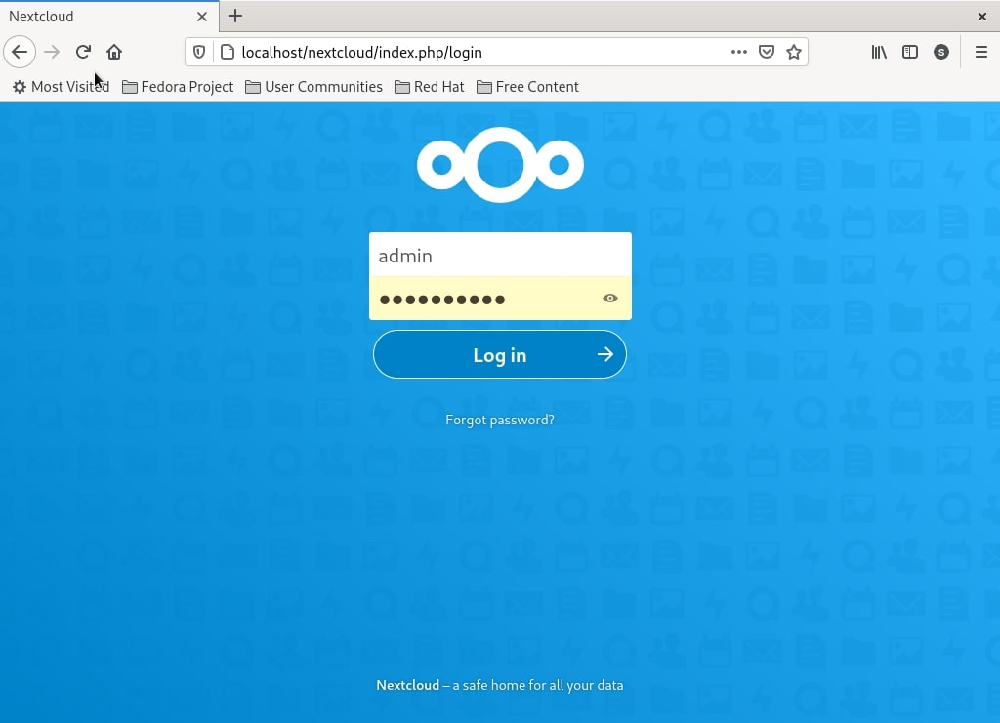 Nextcloud
localhost/nextcloud/index.php/login
S
Most Visited Fedora Project User Communities Red Hat Free Content
admin
●●●●●●●●●●
Log in
Forgot password?
Nextcloud – a safe home for all your data